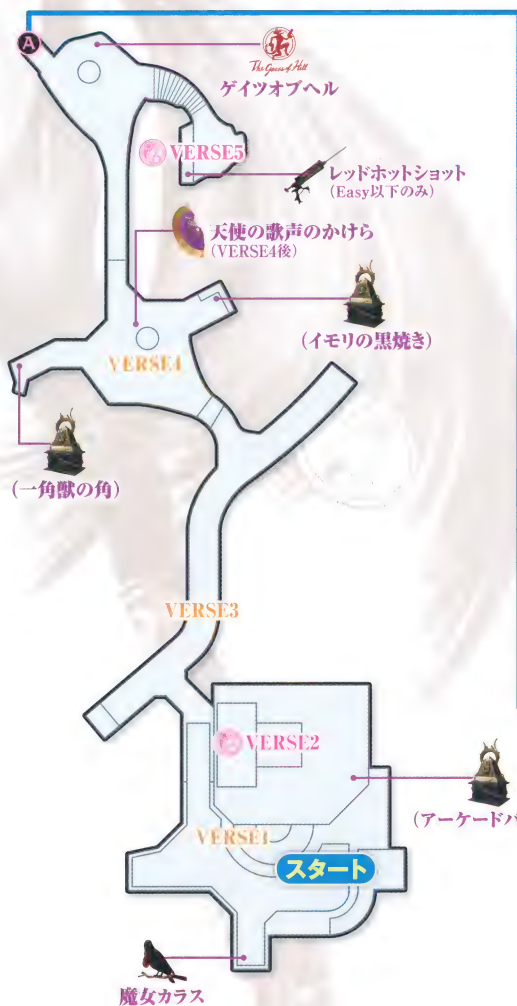 A
The Gates of Hell
ゲイツオブヘル
VERSE5
レッドホットショット
(Easy以下のみ)
天使の歌声のかけら
(VERSE4後)
(イモリの黒焼き)
VERSE4
(一角獣の角)
VERSE3
VERSE2
(アーケードバ
VERSE1
スタート
魔女カラス